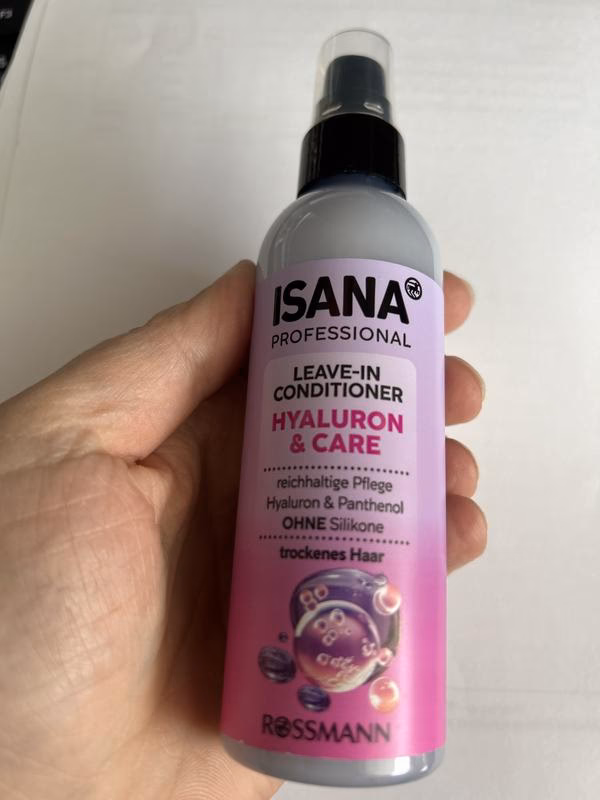 ISANA
PROFESSIONAL
LEAVE-IN
CONDITIONER
HYALURON
& CARE
reichhaltige Pflege
Hyaluron & Panthenol
OHNE Silikone
trockenes Haar
ROSSMANN